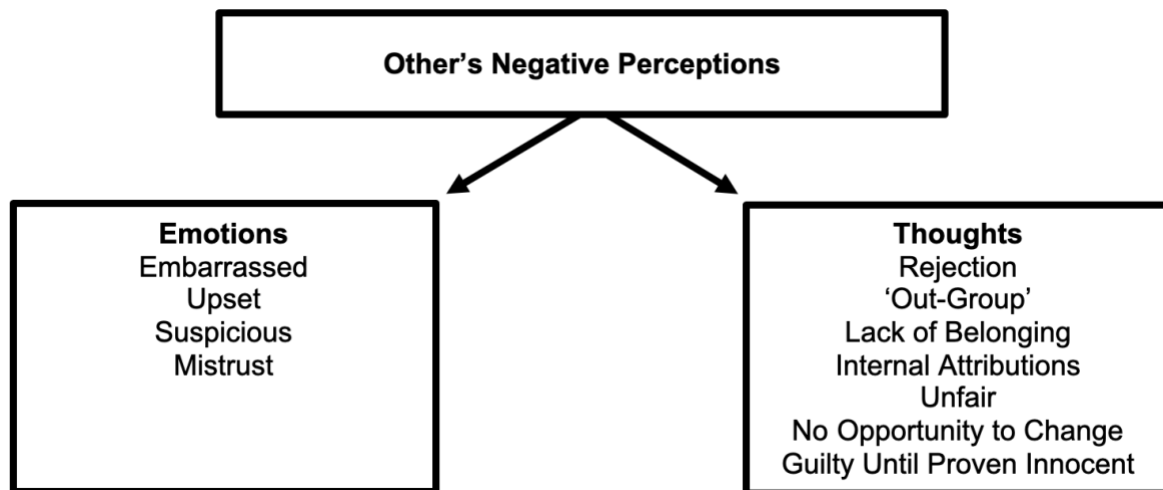 Other’s Negative Perceptions
Emotions
Embarrassed
Upset
Suspicious
Mistrust
Thoughts
Rejection
‘Out-Group’
Lack of Belonging
Internal Attributions
Unfair
No Opportunity to Change
Guilty Until Proven Innocent